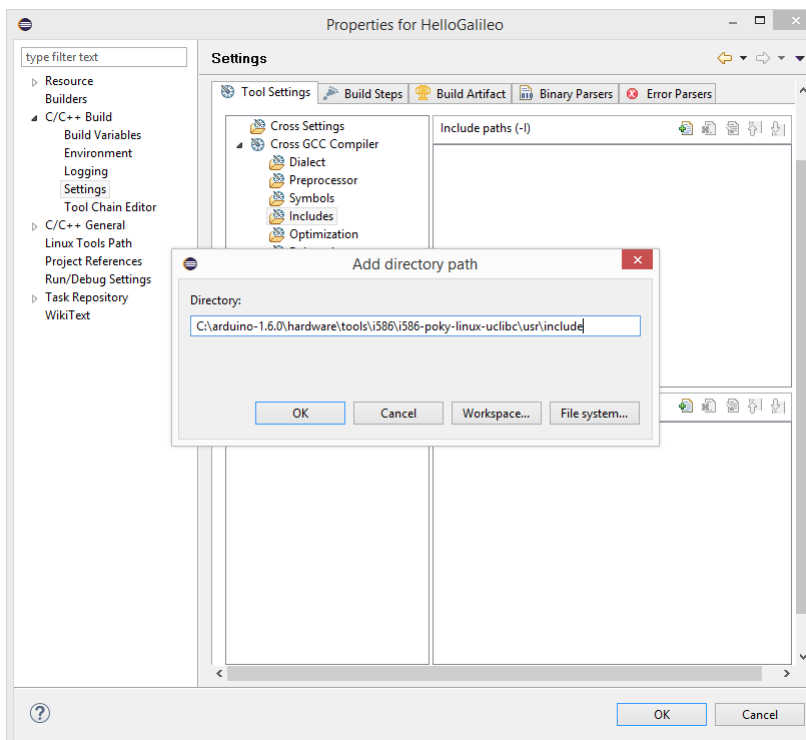 Properties for HelloGalileo
type filter text
Resource
Builders
C/C++ Build
Build Variables
Environment
Logging
Settings
Tool Chain Editor
C/C++ General
Linux Tools Path
Project References
Run/Debug Settings
Task Repository
WikiText
Settings
Tool Settings
Build Steps
Build Artifact
Binary Parsers
Error Parsers
Cross Settings
Cross GCC Compiler
Dialect
Preprocessor
Symbols
Includes
Optimization
Include paths (-I)
Add directory path
Directory:
C:\arduino-1.6.0\hardware\tools\i586\i586-poky-linux-uclibc\usr\include
OK
Cancel
Workspace...
File system...
OK
Cancel